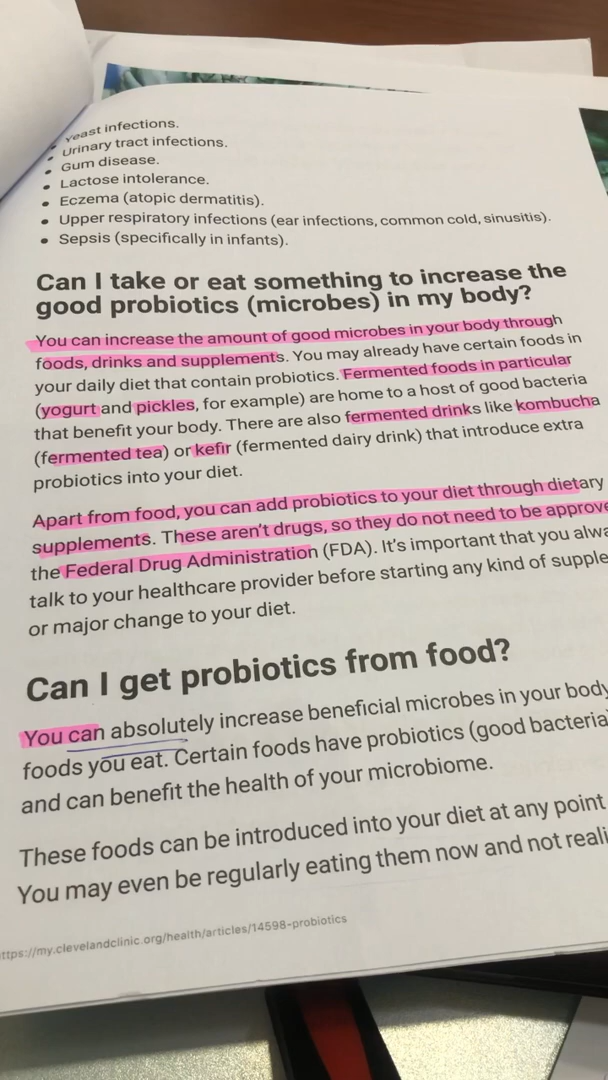 Yeast infections.
Urinary tract infections.
Gum disease.
Lactose intolerance.
Eczema (atopic dermatitis).
Upper respiratory infections (ear infections, common cold, sinusitis).
Sepsis (specifically in infants).
Can I take or eat something to increase the
good probiotics (microbes) in my body?
You can increase the amount of good microbes in your body through
foods, drinks and supplements. You may already have certain foods in
your daily diet that contain probiotics. Fermented foods in particular
(yogurt and pickles, for example) are home to a host of good bacteria
that benefit your body. There are also fermented drinks like kombucha
(fermented tea) or kefir (fermented dairy drink) that introduce extra
probiotics into your diet.
Apart from food, you can add probiotics to your diet through dietary
supplements. These aren't drugs, so they do not need to be approve
the Federal Drug Administration (FDA). It's important that you alwa
talk to your healthcare provider before starting any kind of supple
or major change to your diet.
Can I get probiotics from food?
You can absolutely increase beneficial microbes in your body
foods you eat. Certain foods have probiotics (good bacteria
and can benefit the health of your microbiome.
These foods can be introduced into your diet at any point
You may even be regularly eating them now and not reali
ttps://my.clevelandclinic.org/health/articles/14598-probiotics